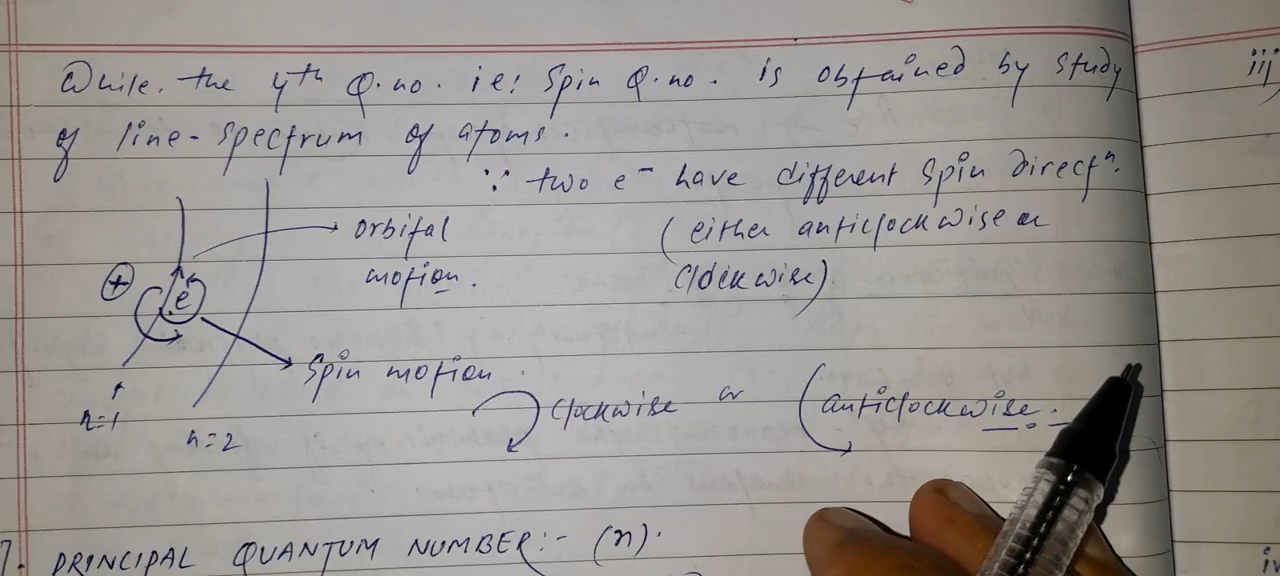 While. the 4th Q.no. ie: Spin Q.no. is obtained by study
of line-spectrum of atoms.
∵ two e⁻ have different spin directⁿ.
orbital
motion.
(either anticlockwise or
clockwise)
+
e⁻
spin motion.
n=1
n=2
clockwise or anticlockwise.
1. PRINCIPAL QUANTUM NUMBER:- (n).
iii
iv